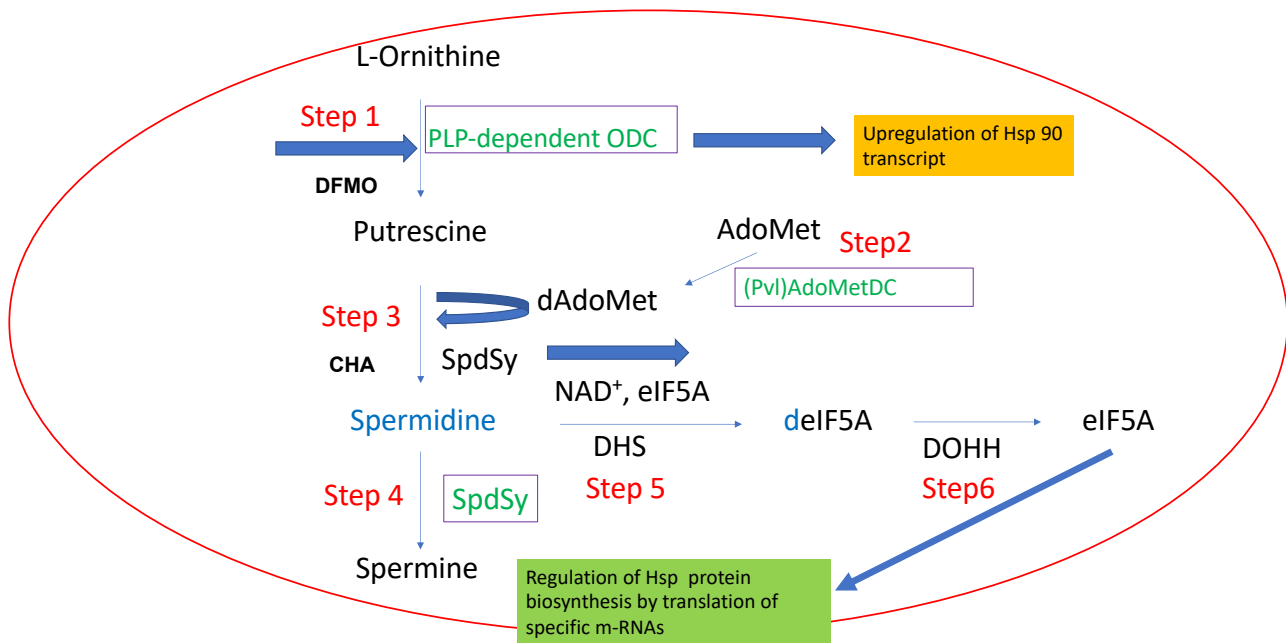 L-Ornithine
Step 1
PLP-dependent ODC
Upregulation of Hsp 90
transcript
DFMO
Putrescine
AdoMet
Step2
(Pvl)AdoMetDC
dAdoMet
Step 3
CHA
SpdSy
NAD⁺, eIF5A
Spermidine
deIF5A
eIF5A
DHS
DOHH
Step 4
SpdSy
Step 5
Step6
Spermine
Regulation of Hsp protein
biosynthesis by translation of
specific m-RNAs